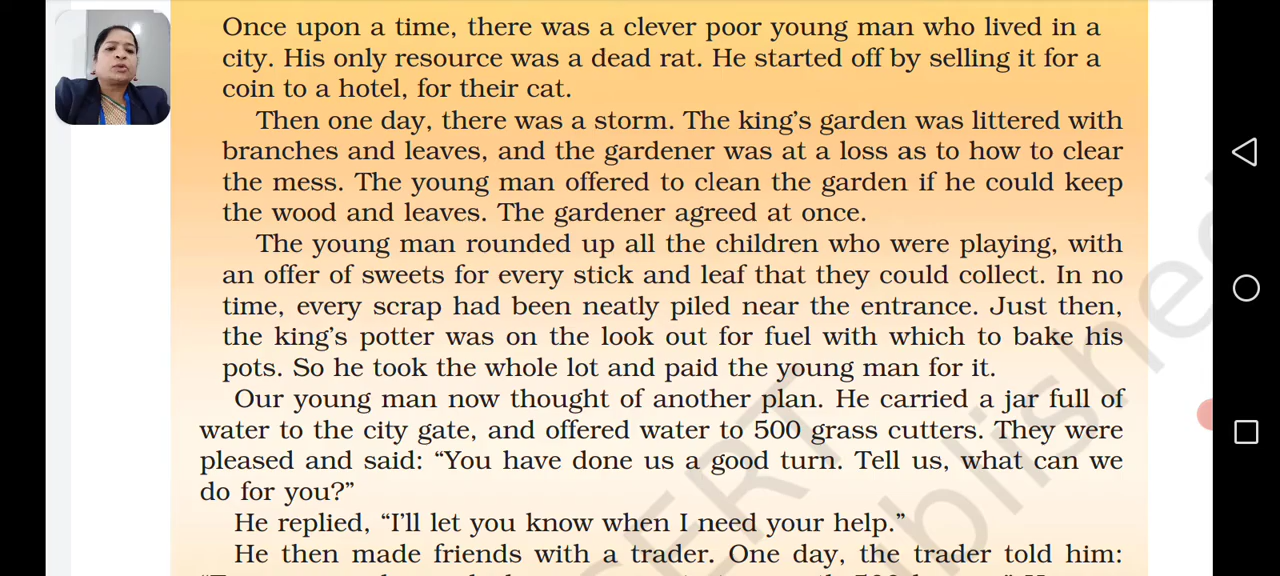 Once upon a time, there was a clever poor young man who lived in a
city. His only resource was a dead rat. He started off by selling it for a
coin to a hotel, for their cat.
Then one day, there was a storm. The king's garden was littered with
branches and leaves, and the gardener was at a loss as to how to clear
the mess. The young man offered to clean the garden if he could keep
the wood and leaves. The gardener agreed at once.
The young man rounded up all the children who were playing, with
an offer of sweets for every stick and leaf that they could collect. In no
time, every scrap had been neatly piled near the entrance. Just then,
the king's potter was on the look out for fuel with which to bake his
pots. So he took the whole lot and paid the young man for it.
Our young man now thought of another plan. He carried a jar full of
water to the city gate, and offered water to 500 grass cutters. They were
pleased and said: “You have done us a good turn. Tell us, what can we
do for you?”
He replied, “I'll let you know when I need your help.”
He then made friends with a trader. One day, the trader told him: